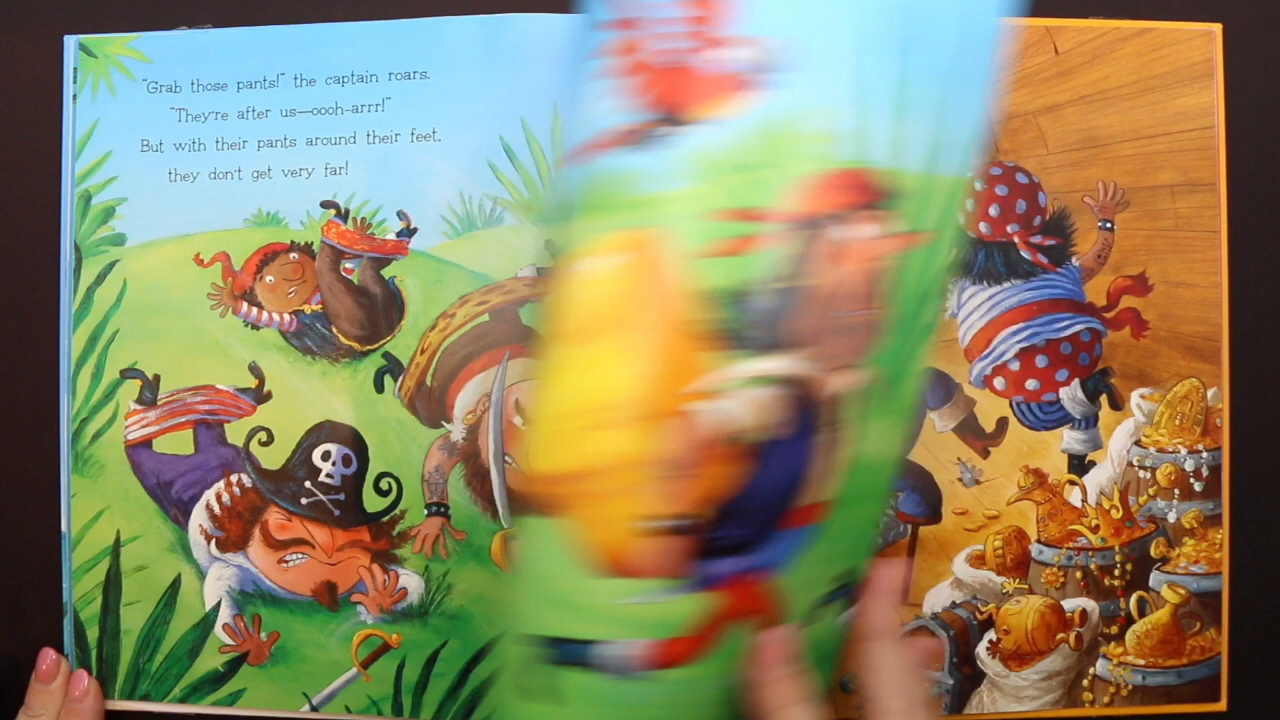 "Grab those pants!" the captain roars.
"They're after us—oooh-arrr!"
But with their pants around their feet,
they don't get very far!